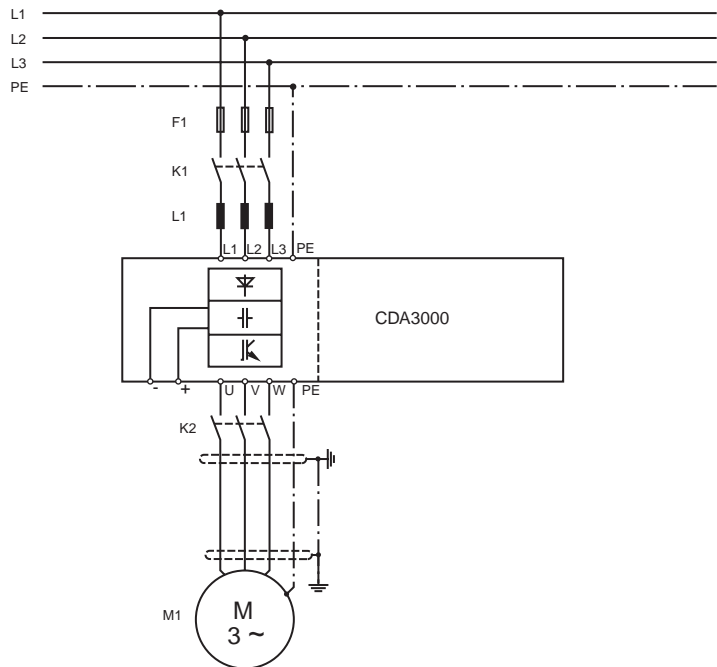 L1
L2
L3
PE
F1
K1
L1
L1 L2 L3 PE
CDA3000
- + U V W PE
K2
M1
M
3 ~